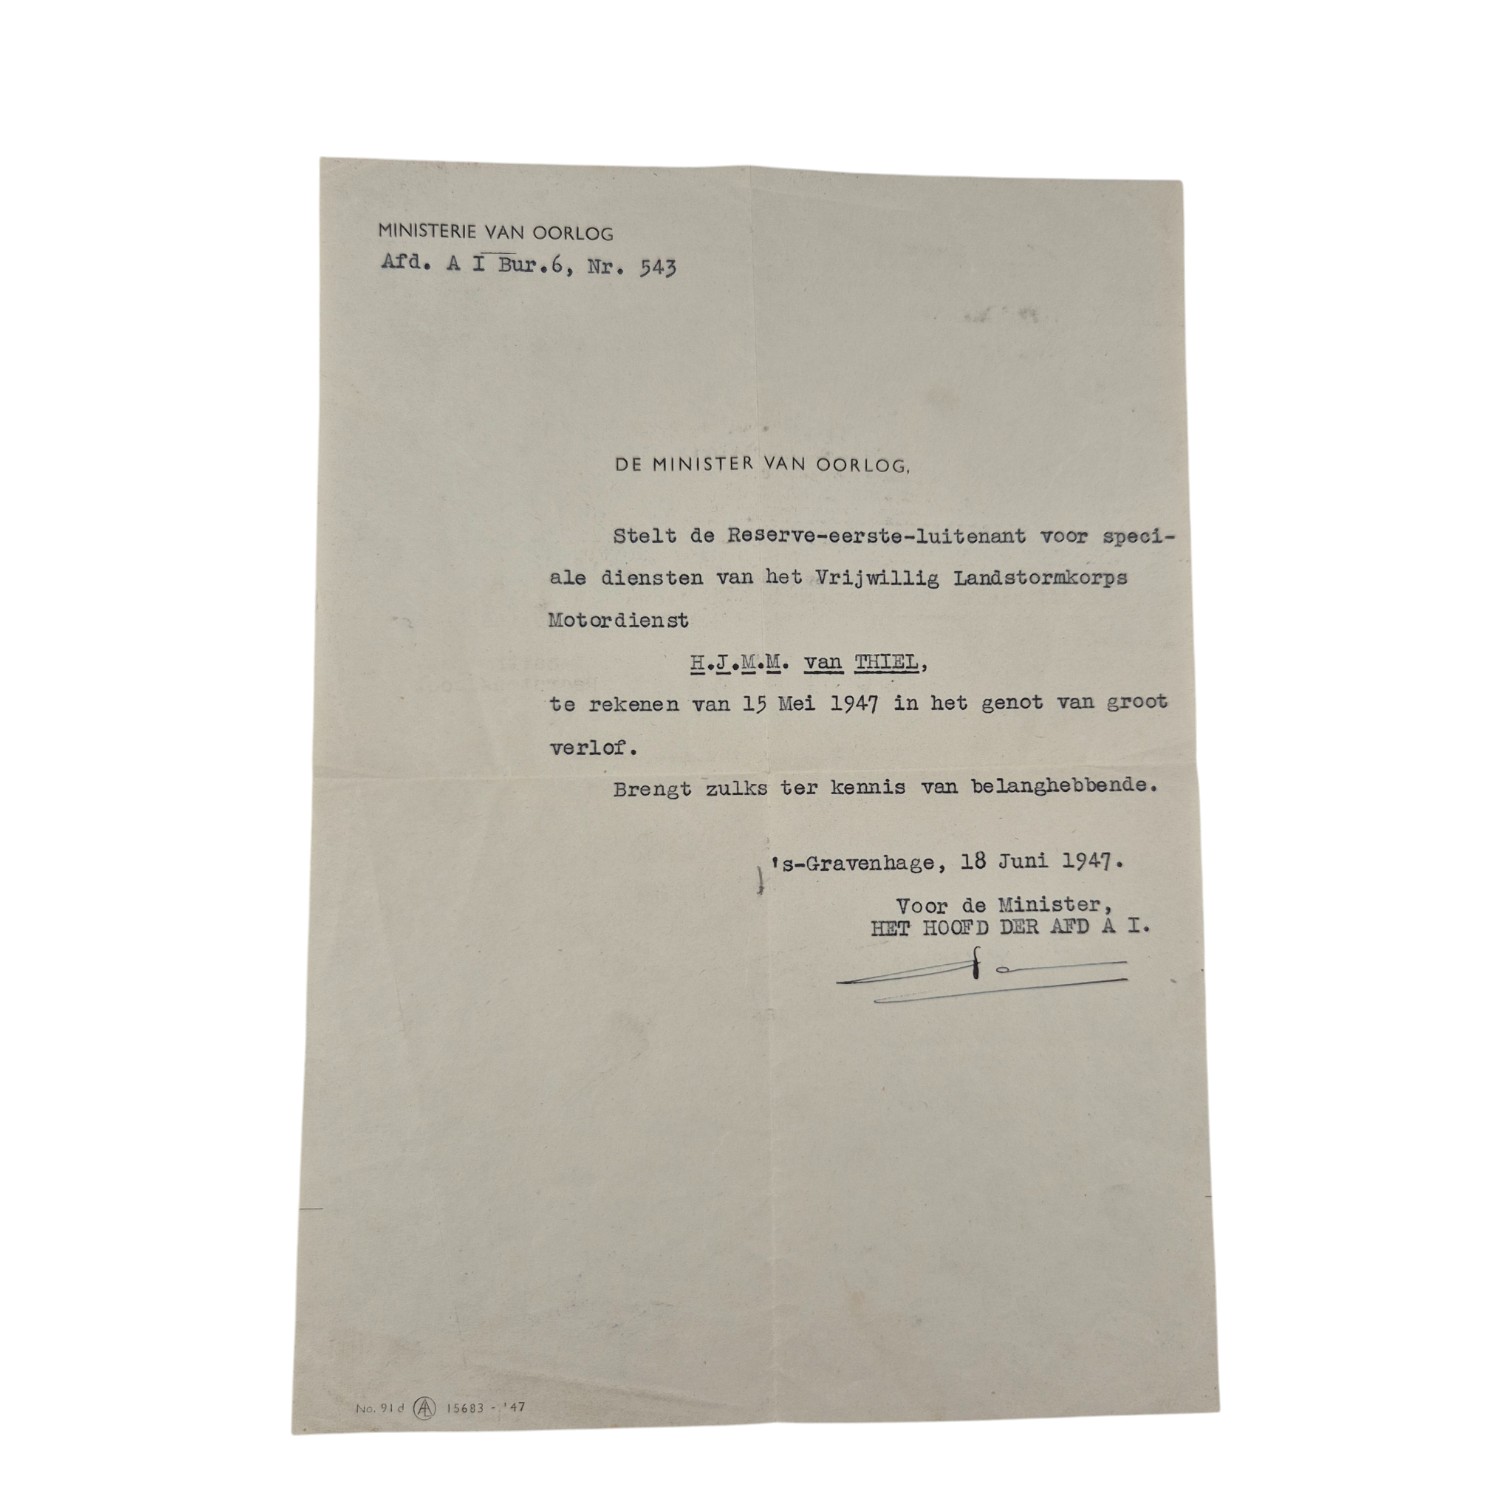 MINISTERIE VAN OORLOG
Afd. A I Bur.6, Nr. 543
DE MINISTER VAN OORLOG,
Stelt de Reserve-eerste-luitenant voor speci-
ale diensten van het Vrijwillig Landstormkorps
Motordienst
H.J.M.M. van THIEL,
te rekenen van 15 Mei 1947 in het genot van groot
verlof.
Brengt zulks ter kennis van belanghebbende.
's-Gravenhage, 18 Juni 1947.
Voor de Minister,
HET HOOFD DER AFD A I.
No. 91d AL 15683 - '47